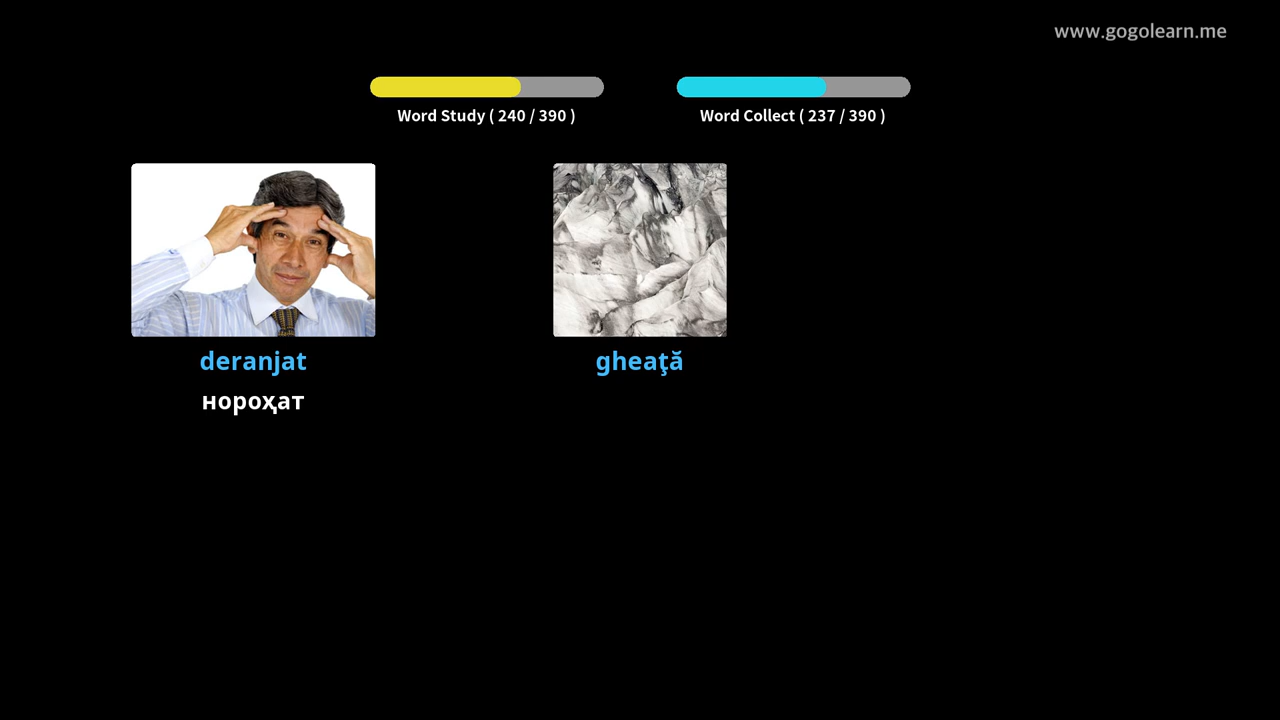 www.gogolearn.me
Word Study ( 240 / 390 )
Word Collect ( 237 / 390 )
deranjat
gheaţă
нороҳат